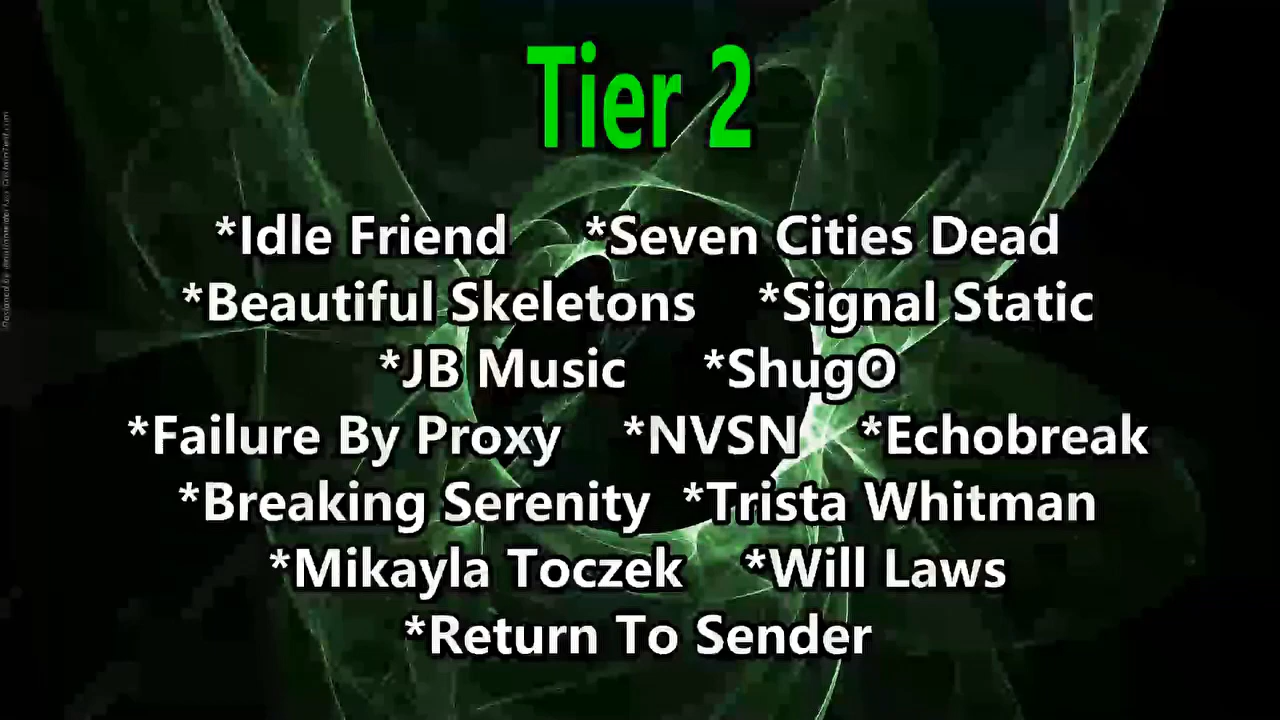 Tier 2
*Idle Friend *Seven Cities Dead
*Beautiful Skeletons *Signal Static
*JB Music *ShugO
*Failure By Proxy *NVSN *Echobreak
*Breaking Serenity *Trista Whitman
*Mikayla Toczek *Will Laws
*Return To Sender